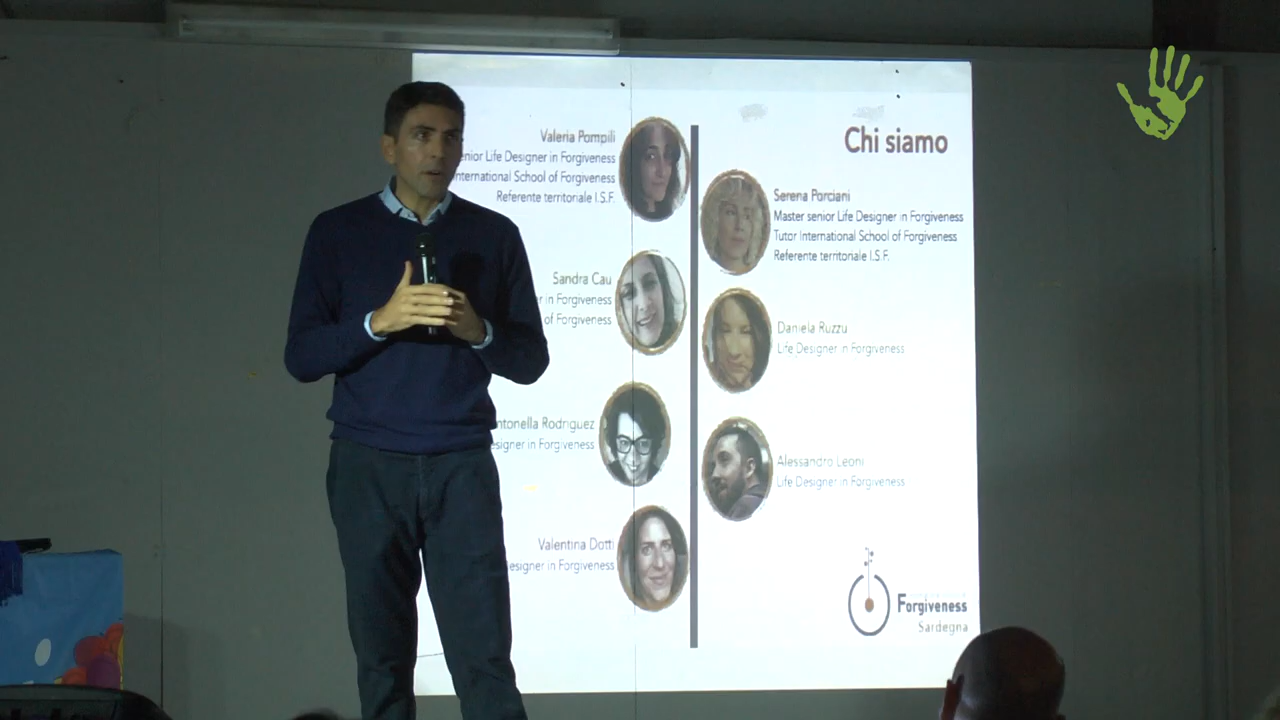 Chi siamo
Valeria Pompili
Senior Life Designer in Forgiveness
International School of Forgiveness
Referente territoriale I.S.F.
Serena Porciani
Master senior Life Designer in Forgiveness
Tutor International School of Forgiveness
Referente territoriale I.S.F.
Sandra Cau
in Forgiveness
of Forgiveness
Daniela Ruzzu
Life Designer in Forgiveness
ntonella Rodriguez
esigner in Forgiveness
Alessandro Leoni
Life Designer in Forgiveness
Valentina Dotti
esigner in Forgiveness
Forgiveness
Sardegna